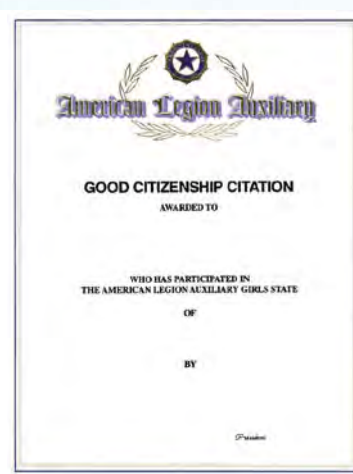 American Legion Auxiliary
GOOD CITIZENSHIP CITATION
AWARDED TO
WHO HAS PARTICIPATED IN
THE AMERICAN LEGION AUXILIARY GIRLS STATE
OF
BY
President